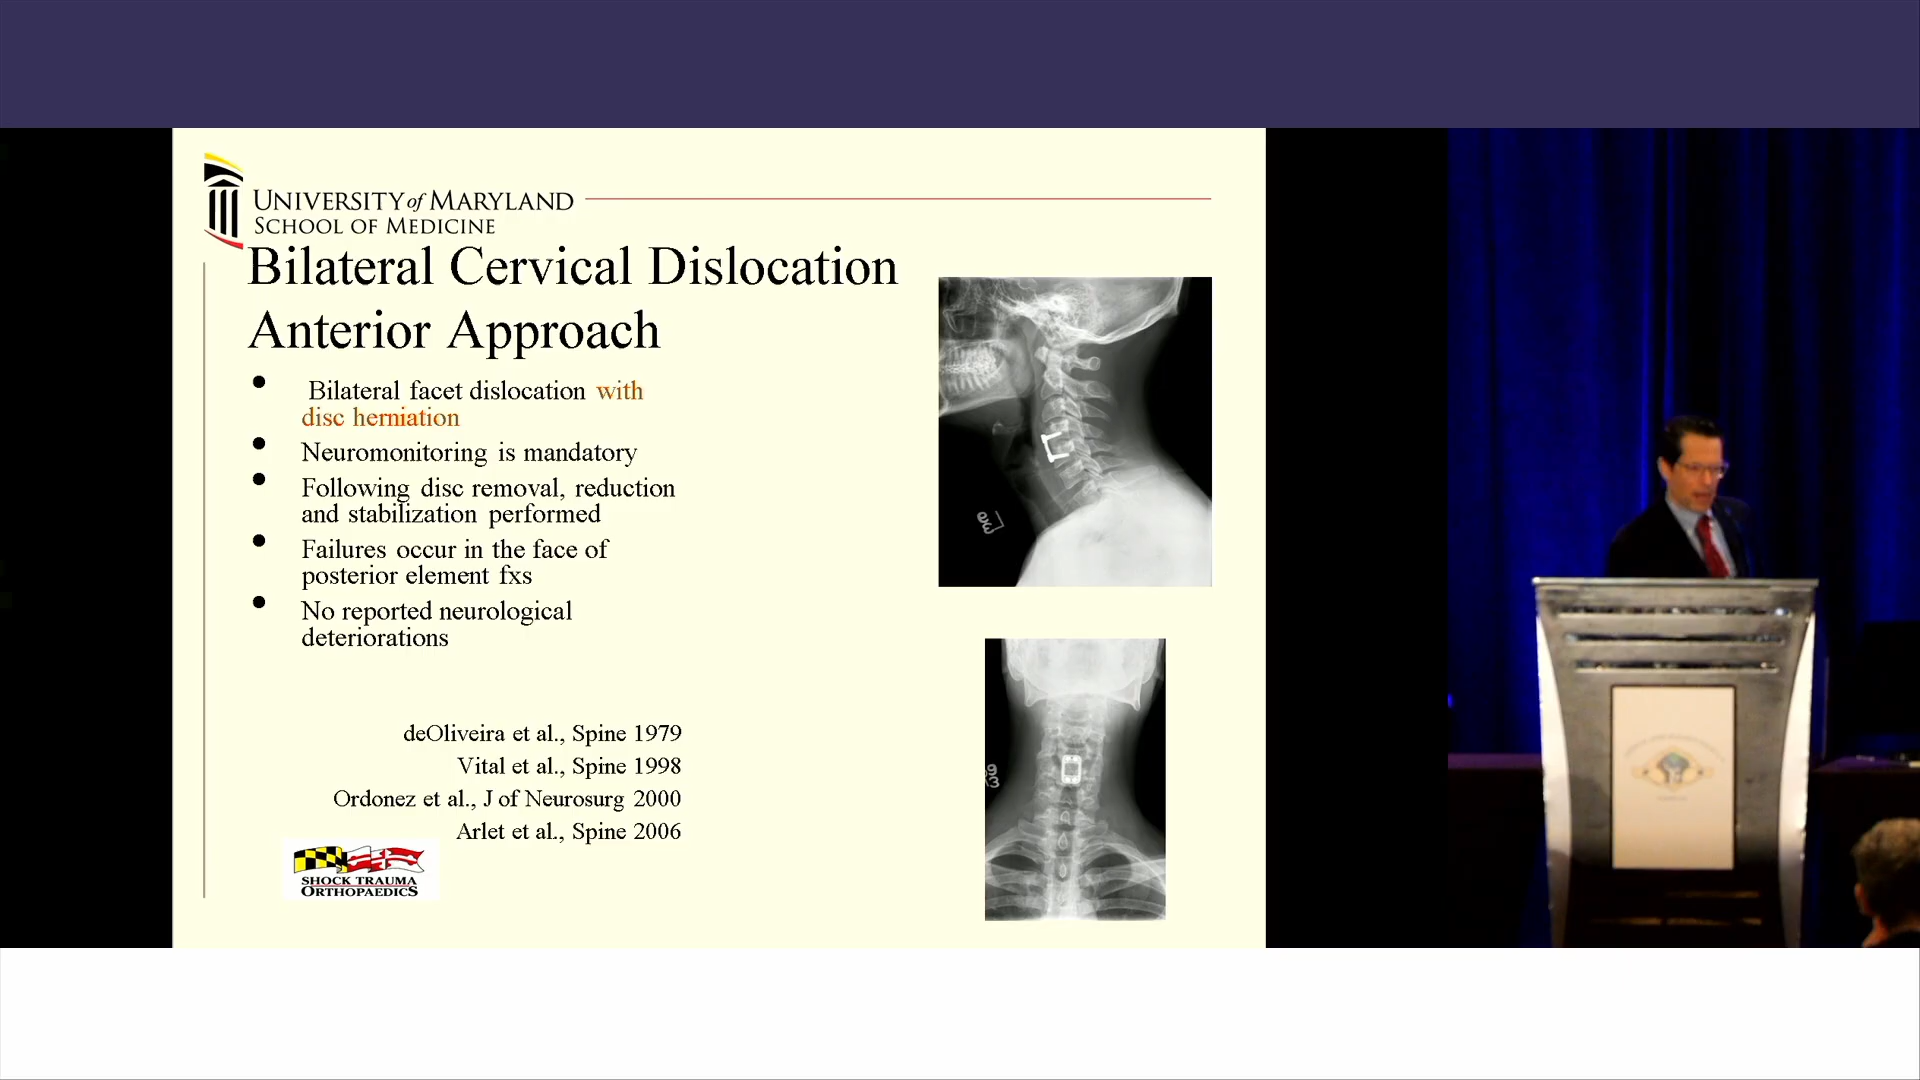 UNIVERSITY of MARYLAND
SCHOOL OF MEDICINE
Bilateral Cervical Dislocation
Anterior Approach
• Bilateral facet dislocation with
disc herniation
• Neuromonitoring is mandatory
• Following disc removal, reduction
and stabilization performed
• Failures occur in the face of
posterior element fxs
• No reported neurological
deteriorations
deOliveira et al., Spine 1979
Vital et al., Spine 1998
Ordonez et al., J of Neurosurg 2000
Arlet et al., Spine 2006
SHOCK TRAUMA
ORTHOPAEDICS